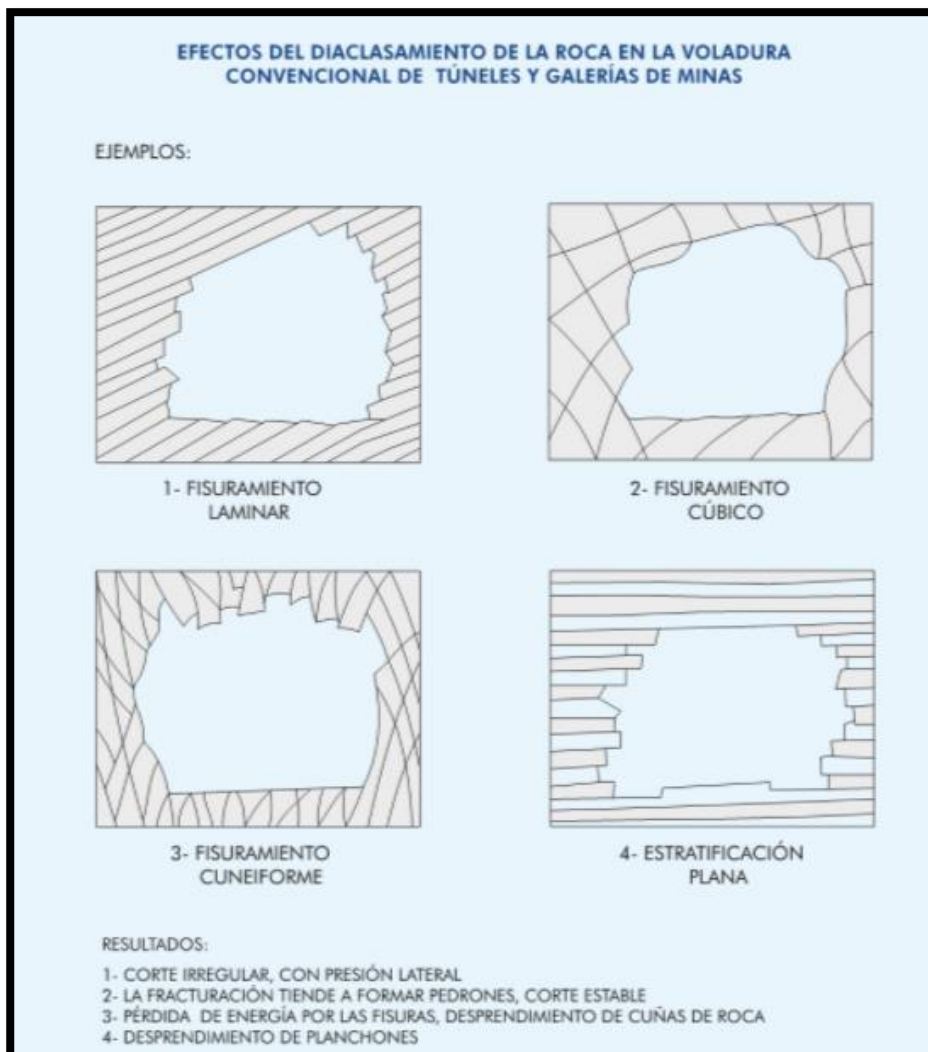 EFECTOS DEL DIACLASAMIENTO DE LA ROCA EN LA VOLADURA
CONVENCIONAL DE TÚNELES Y GALERÍAS DE MINAS
EJEMPLOS:
1- FISURAMIENTO
LAMINAR
2- FISURAMIENTO
CÚBICO
3- FISURAMIENTO
CUNEIFORME
4- ESTRATIFICACIÓN
PLANA
RESULTADOS:
1- CORTE IRREGULAR, CON PRESIÓN LATERAL
2- LA FRACTURACIÓN TIENDE A FORMAR PEDRONES, CORTE ESTABLE
3- PÉRDIDA DE ENERGÍA POR LAS FISURAS, DESPRENDIMIENTO DE CUÑAS DE ROCA
4- DESPRENDIMIENTO DE PLANCHONES